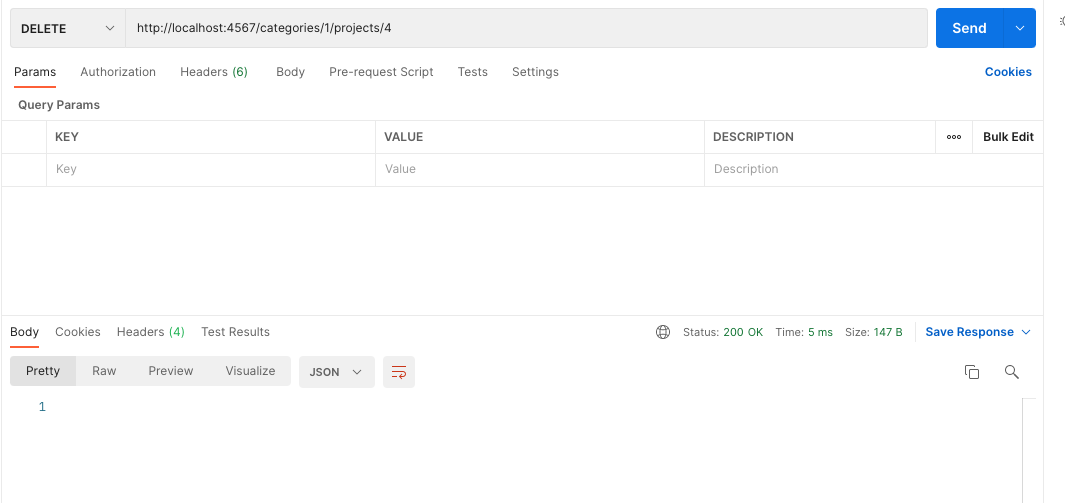 DELETE http://localhost:4567/categories/1/projects/4 Send
Params Authorization Headers (6) Body Pre-request Script Tests Settings Cookies
Query Params
KEY VALUE DESCRIPTION ooo Bulk Edit
Key Value Description
Body Cookies Headers (4) Test Results Status: 200 OK Time: 5 ms Size: 147 B Save Response
Pretty Raw Preview Visualize JSON
1